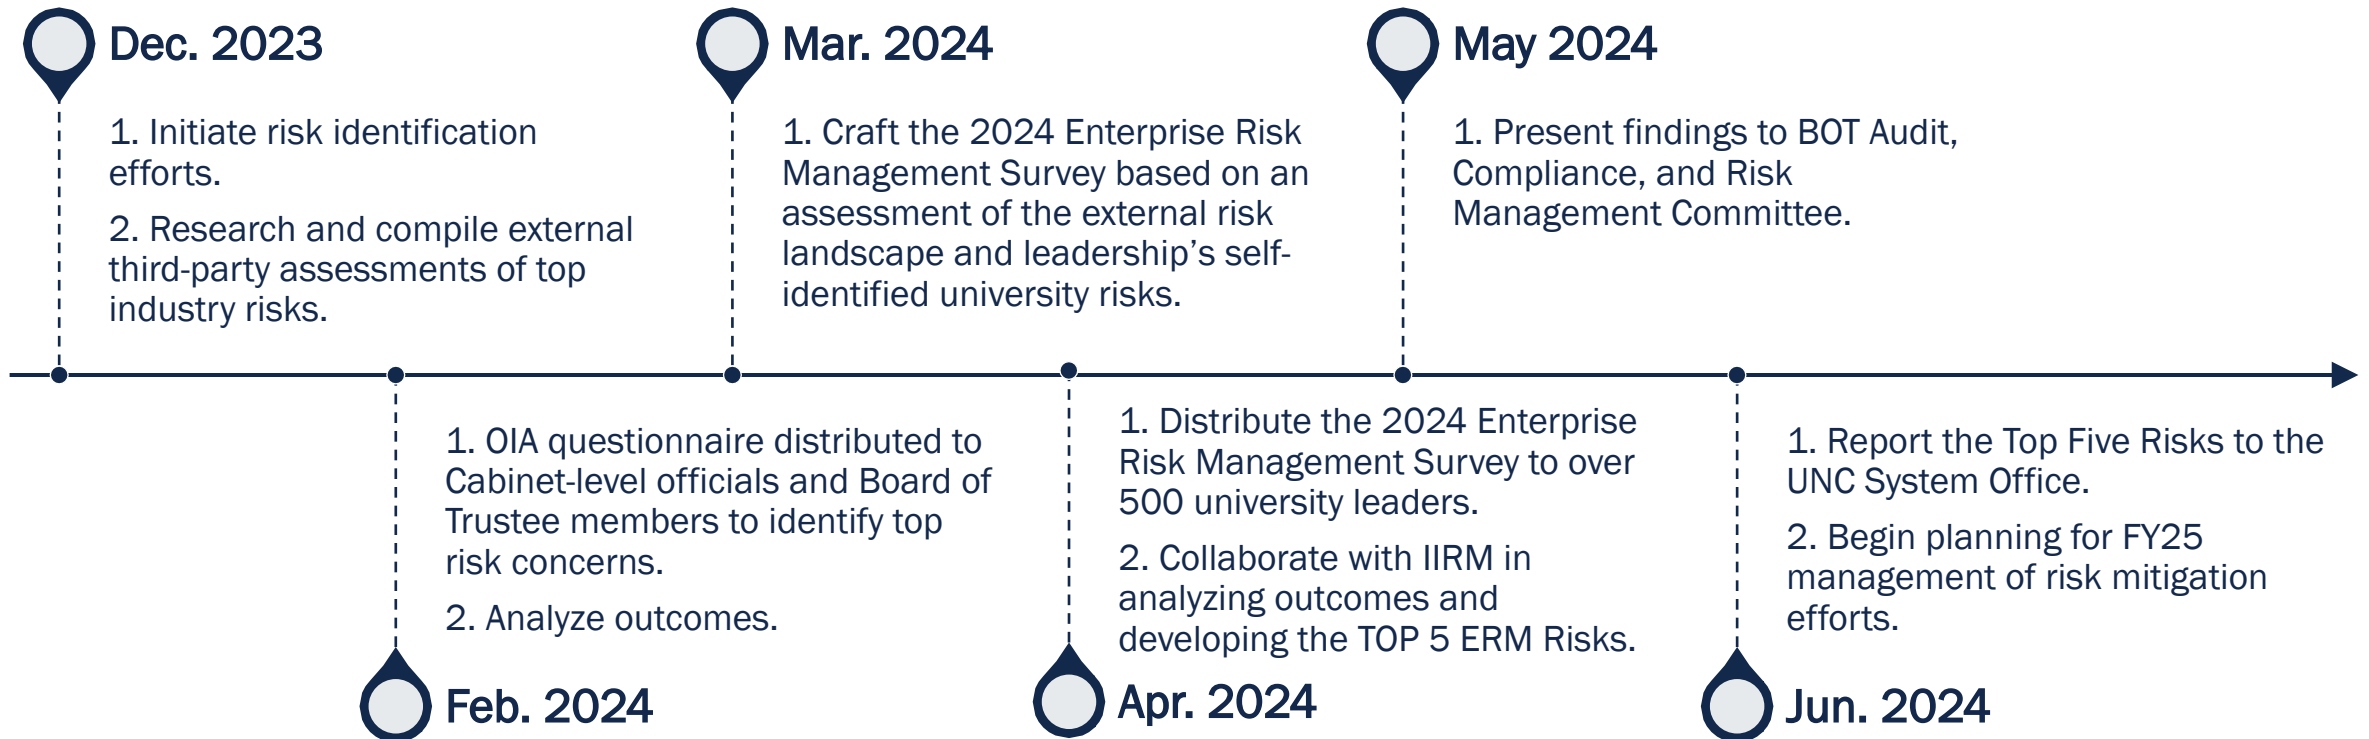 Dec. 2023
1. Initiate risk identification
efforts.
2. Research and compile external
third-party assessments of top
industry risks.
Feb. 2024
1. OIA questionnaire distributed to
Cabinet-level officials and Board of
Trustee members to identify top
risk concerns.
2. Analyze outcomes.
Mar. 2024
1. Craft the 2024 Enterprise Risk
Management Survey based on an
assessment of the external risk
landscape and leadership’s self-
identified university risks.
Apr. 2024
1. Distribute the 2024 Enterprise
Risk Management Survey to over
500 university leaders.
2. Collaborate with IIRM in
analyzing outcomes and
developing the TOP 5 ERM Risks.
May 2024
1. Present findings to BOT Audit,
Compliance, and Risk
Management Committee.
Jun. 2024
1. Report the Top Five Risks to the
UNC System Office.
2. Begin planning for FY25
management of risk mitigation
efforts.